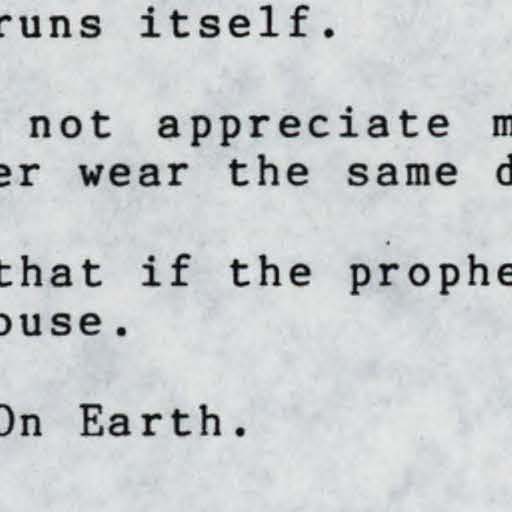 runs itself.
not appreciate m
er wear the same d
that if the prophe
ouse.
On Earth.